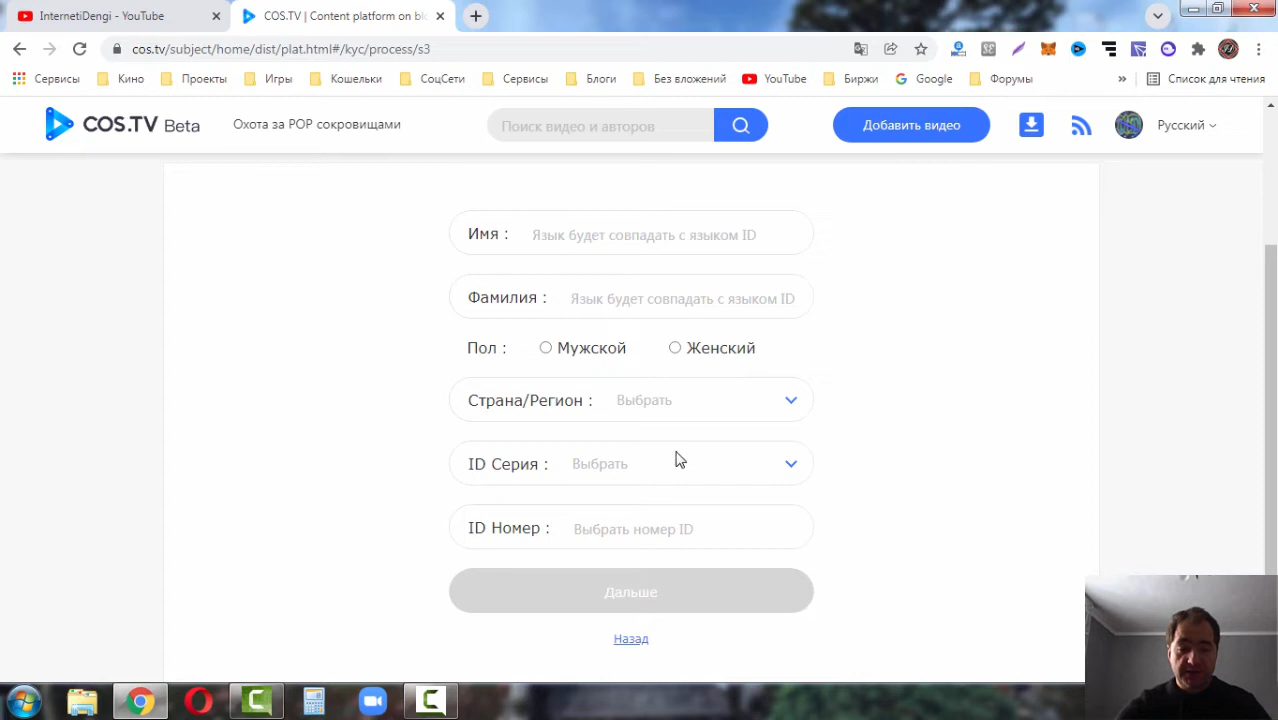 InternetiDengi - YouTube
COS.TV | Content platform on blo
cos.tv/subject/home/dist/plat.html#/kyc/process/s3
Сервисы Кино Проекты Игры Кошельки СоцСети Сервисы Блоги Без вложений YouTube Биржи Google Форумы » Список для чтения
COS.TV Beta Охота за POP сокровищами Поиск видео и авторов Добавить видео Русский
Имя : Язык будет совпадать с языком ID
Фамилия : Язык будет совпадать с языком ID
Пол : Мужской Женский
Страна/Регион : Выбрать
ID Серия : Выбрать
ID Номер : Выбрать номер ID
Дальше
Назад